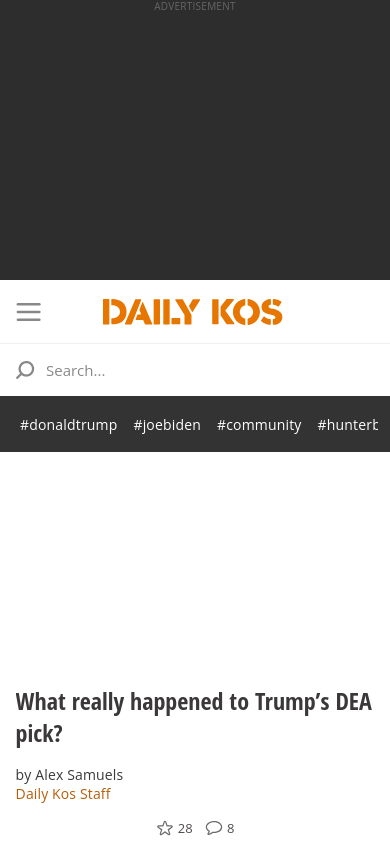 ADVERTISEMENT
DAILY KOS
Search...
#donaldtrump #joebiden #community #hunterb
What really happened to Trump’s DEA
pick?
by Alex Samuels
Daily Kos Staff
28 8